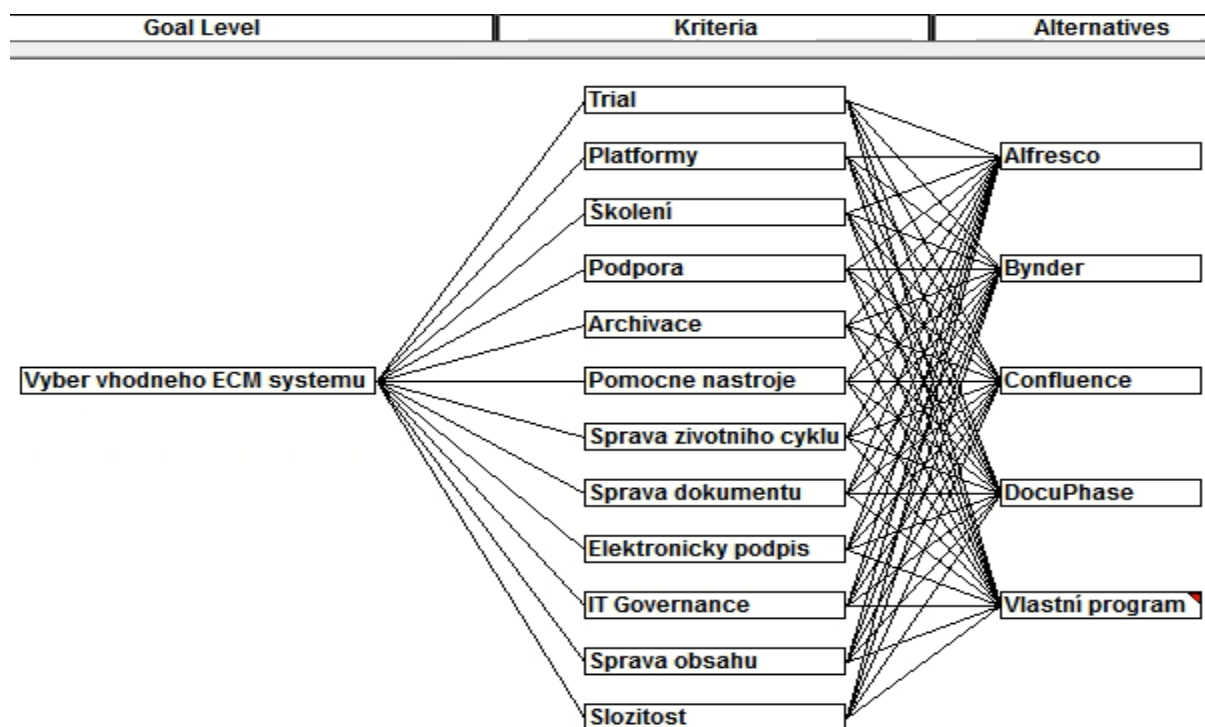 Goal Level
Kriteria
Alternatives
Vyber vhodneho ECM systemu
Trial
Platformy
Školení
Podpora
Archivace
Pomocne nastroje
Sprava zivotniho cyklu
Sprava dokumentu
Elektronicky podpis
IT Governance
Sprava obsahu
Slozitost
Alfresco
Bynder
Confluence
DocuPhase
Vlastní program